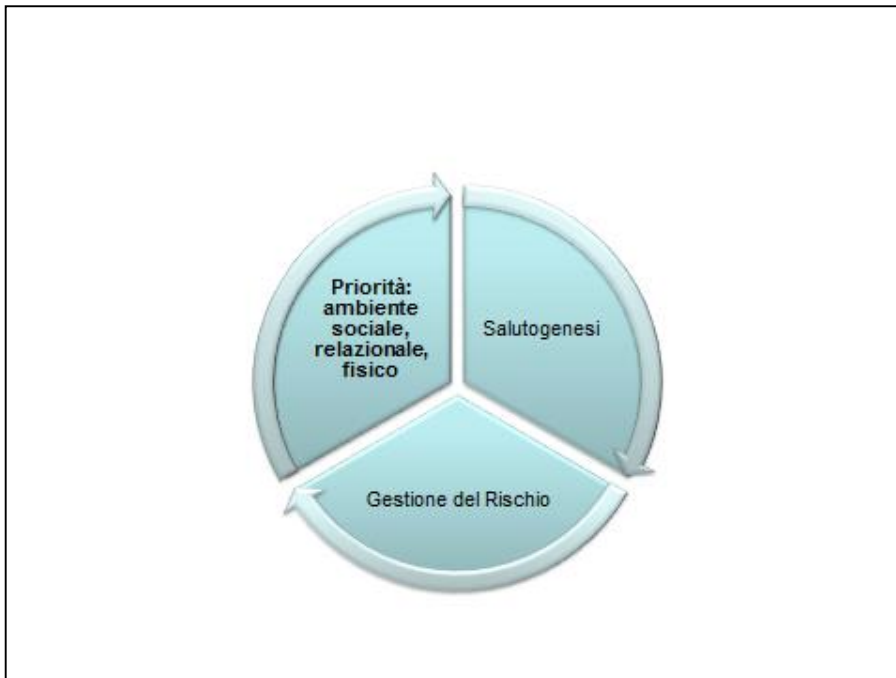 Priorità:
ambiente
sociale,
relazionale,
fisico
Salutogenesi
Gestione del Rischio